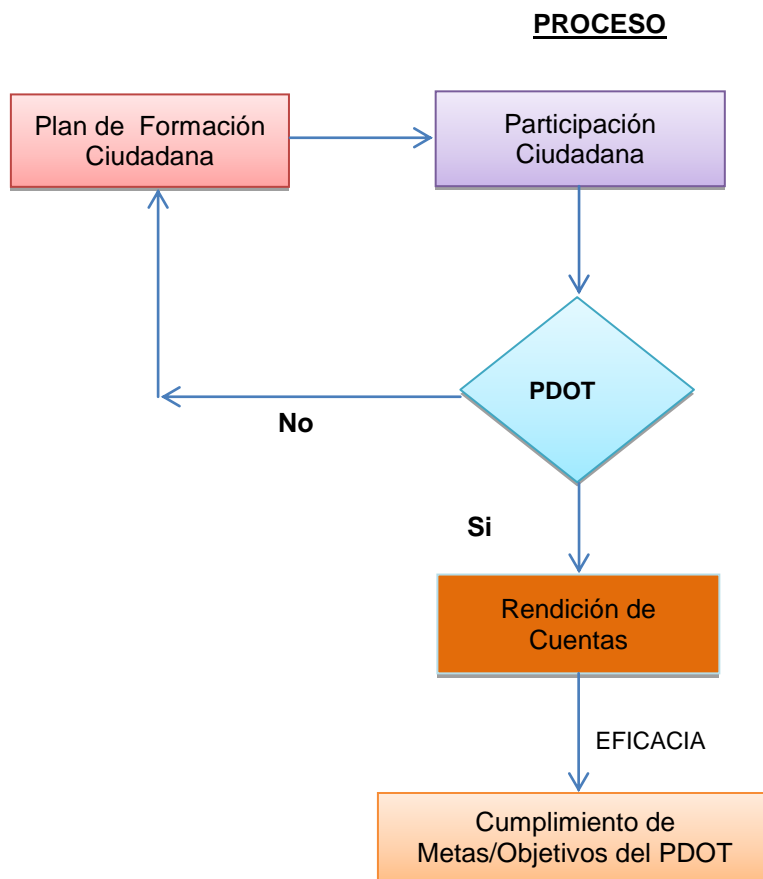 PROCESO
Plan de Formación
Ciudadana
Participación
Ciudadana
PDOT
No
Si
Rendición de
Cuentas
EFICACIA
Cumplimiento de
Metas/Objetivos del PDOT